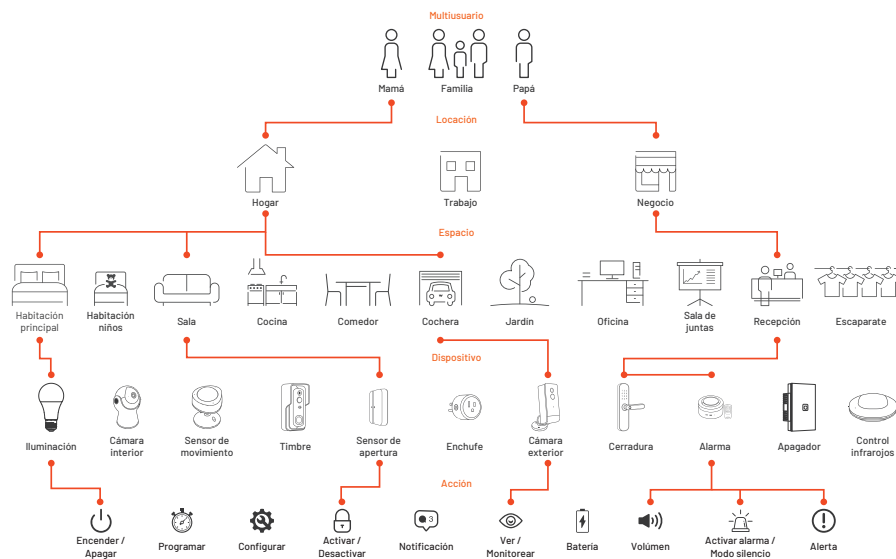 Multiusuario
Mamá
Familia
Papá
Locación
Hogar
Trabajo
Negocio
Espacio
Habitación
principal
Habitación
niños
Sala
Cocina
Comedor
Cochera
Jardín
Oficina
Sala de
juntas
Recepción
Escaparate
Dispositivo
Iluminación
Cámara
interior
Sensor de
movimiento
Timbre
Sensor de
apertura
Enchufe
Cámara
exterior
Cerradura
Alarma
Apagador
Control
infrarojos
Acción
Encender /
Apagar
Programar
Configurar
Activar /
Desactivar
3
Notificación
Ver /
Monitorear
Batería
Volúmen
Activar alarma /
Modo silencio
Alerta